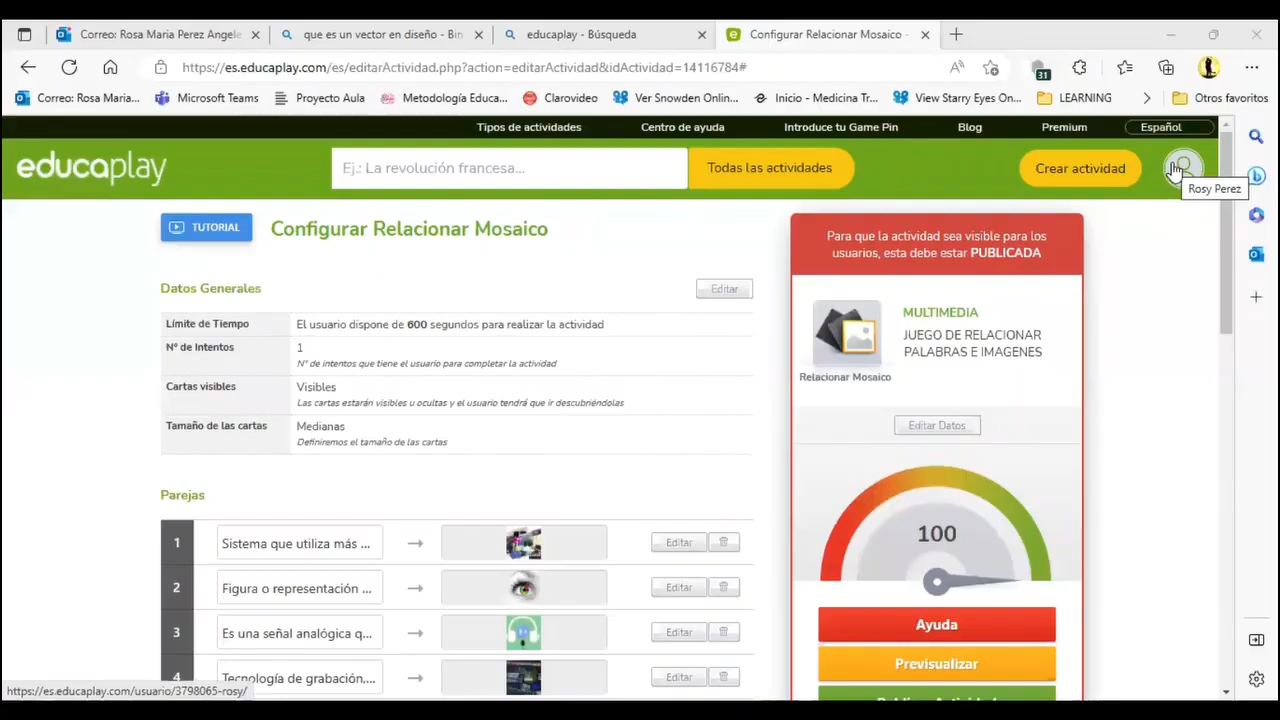 Correo: Rosa Maria Perez Angele
que es un vector en diseño - Bin
educaplay - Búsqueda
Configurar Relacionar Mosaico -
https://es.educaplay.com/es/editarActividad.php?action=editarActividad&idActividad=14116784#
31
Correo: Rosa Maria...
Microsoft Teams
Proyecto Aula
Metodología Educa...
Clarovideo
Ver Snowden Onlin...
Inicio - Medicina Tr...
View Starry Eyes On...
LEARNING
Otros favoritos
Tipos de actividades
Centro de ayuda
Introduce tu Game Pin
Blog
Premium
Español
educaplay
Ej.: La revolución francesa...
Todas las actividades
Crear actividad
Rosy Perez
TUTORIAL
Configurar Relacionar Mosaico
Datos Generales
Editar
Límite de Tiempo
El usuario dispone de 600 segundos para realizar la actividad
Nº de Intentos
1
Nº de intentos que tiene el usuario para completar la actividad
Cartas visibles
Visibles
Las cartas estarán visibles u ocultas y el usuario tendrá que ir descubriéndolas
Tamaño de las cartas
Medianas
Definiremos el tamaño de las cartas
Parejas
1
Sistema que utiliza más ...
Editar
2
Figura o representación ...
Editar
3
Es una señal analógica q...
Editar
4
Tecnología de grabación,...
Editar
Para que la actividad sea visible para los
usuarios, esta debe estar PUBLICADA
MULTIMEDIA
JUEGO DE RELACIONAR
PALABRAS E IMAGENES
Relacionar Mosaico
Editar Datos
100
Ayuda
Previsualizar
https://es.educaplay.com/usuario/3798065-rosy/